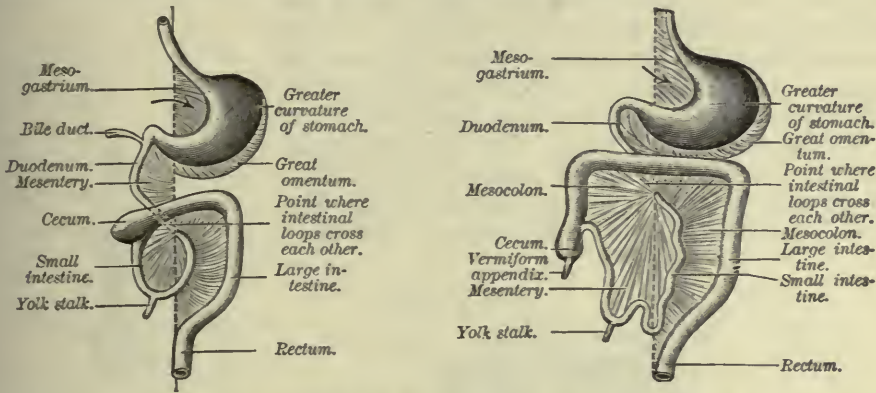 Meso-
gastrium.
Bile duct.
Duodenum.
Mesentery.
Cecum.
Small
intestine.
Yolk stalk.
Greater
curvature
of stomach.
Great
omentum.
Point where
intestinal
loops cross
each other.
Large in-
testine.
Rectum.
Meso-
gastrium.
Duodenum.
Mesocolon.
Cecum.
Vermiform
appendix.
Mesentery.
Yolk stalk.
Greater
curvature
of stomach.
Great omen-
tum.
Point where
intestinal
loops cross
each other.
Mesocolon.
Large intes-
tine.
Small intes-
tine.
Rectum.